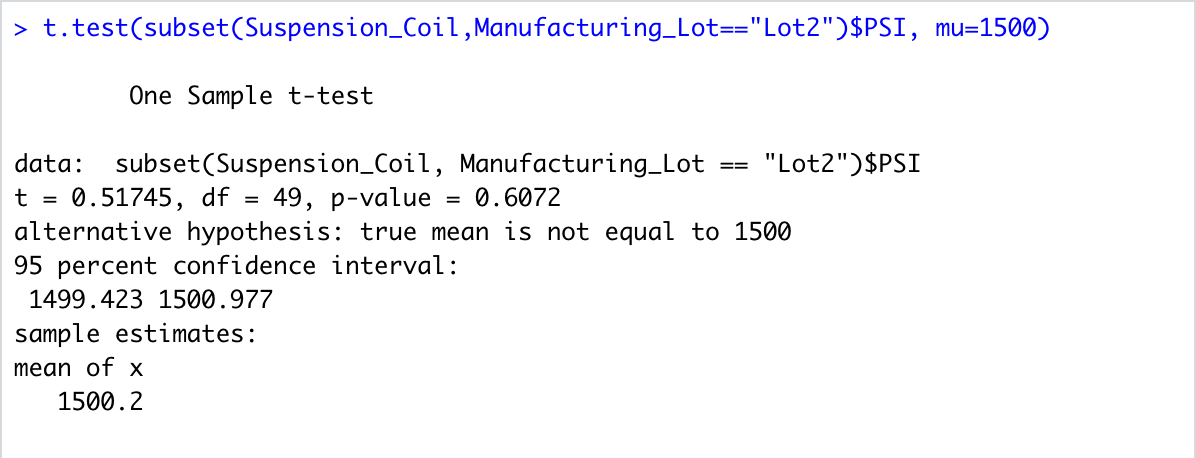 > t.test(subset(Suspension_Coil,Manufacturing_Lot=="Lot2")$PSI, mu=1500)
One Sample t-test
data:  subset(Suspension_Coil, Manufacturing_Lot == "Lot2")$PSI
t = 0.51745, df = 49, p-value = 0.6072
alternative hypothesis: true mean is not equal to 1500
95 percent confidence interval:
1499.423 1500.977
sample estimates:
mean of x
1500.2